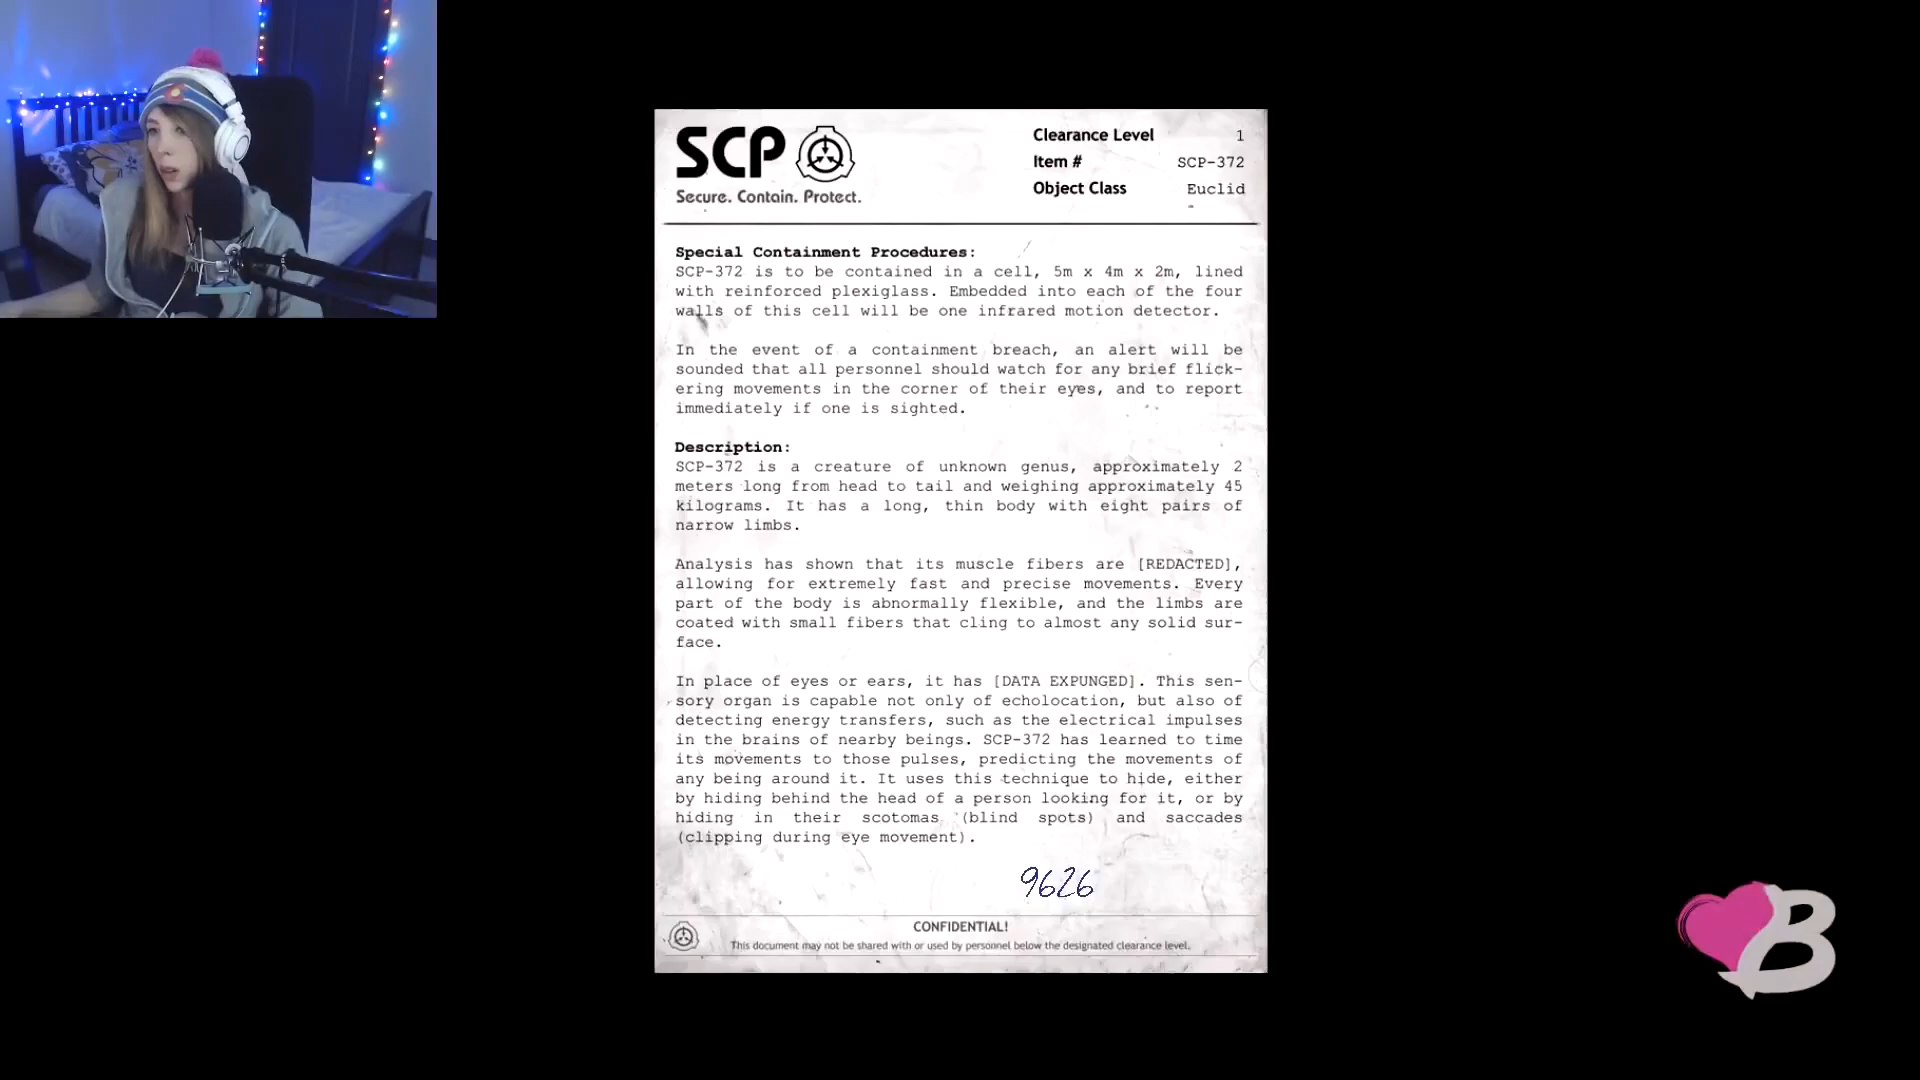 SCP
Secure. Contain. Protect.
Clearance Level 1
Item # SCP-372
Object Class Euclid
Special Containment Procedures:
SCP-372 is to be contained in a cell, 5m x 4m x 2m, lined
with reinforced plexiglass. Embedded into each of the four
walls of this cell will be one infrared motion detector.
In the event of a containment breach, an alert will be
sounded that all personnel should watch for any brief flick-
ering movements in the corner of their eyes, and to report
immediately if one is sighted.
Description:
SCP-372 is a creature of unknown genus, approximately 2
meters long from head to tail and weighing approximately 45
kilograms. It has a long, thin body with eight pairs of
narrow limbs.
Analysis has shown that its muscle fibers are [REDACTED],
allowing for extremely fast and precise movements. Every
part of the body is abnormally flexible, and the limbs are
coated with small fibers that cling to almost any solid sur-
face.
In place of eyes or ears, it has [DATA EXPUNGED]. This sen-
sory organ is capable not only of echolocation, but also of
detecting energy transfers, such as the electrical impulses
in the brains of nearby beings. SCP-372 has learned to time
its movements to those pulses, predicting the movements of
any being around it. It uses this technique to hide, either
by hiding behind the head of a person looking for it, or by
hiding in their scotomas (blind spots) and saccades
(clipping during eye movement).
9626
CONFIDENTIAL!
This document may not be shared with or used by personnel below the designated clearance level.
B